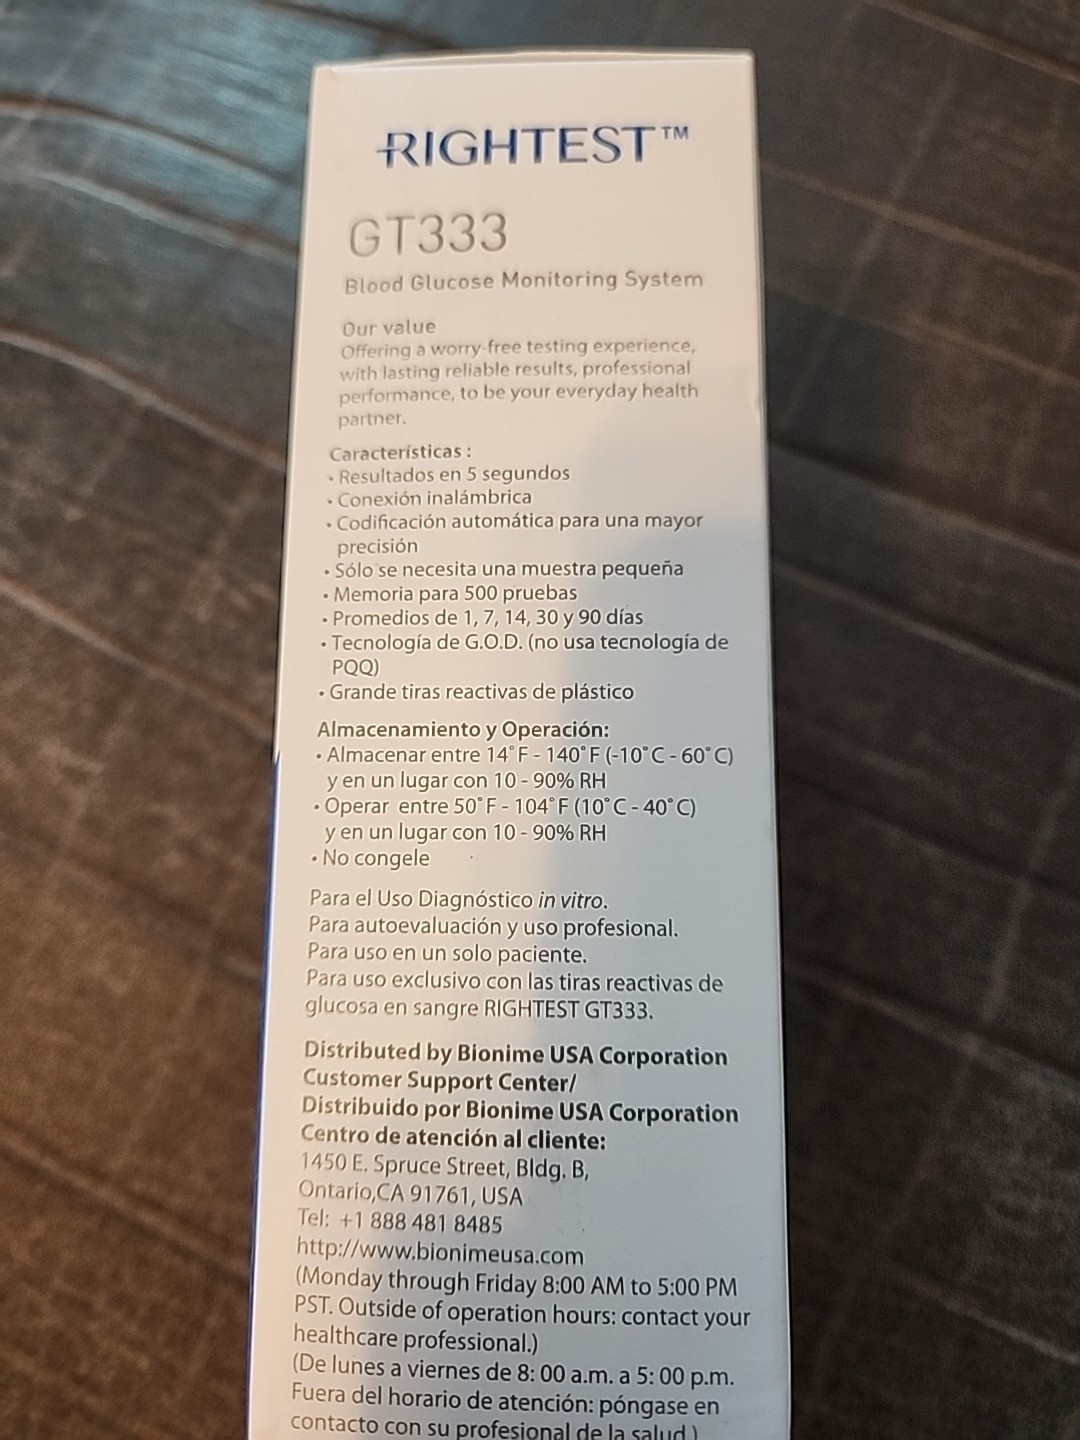 RIGHTEST™
GT333
Blood Glucose Monitoring System
Our value
Offering a worry-free testing experience,
with lasting reliable results, professional
performance, to be your everyday health
partner.
Características :
• Resultados en 5 segundos
• Conexión inalámbrica
• Codificación automática para una mayor
precisión
• Sólo se necesita una muestra pequeña
• Memoria para 500 pruebas
• Promedios de 1, 7, 14, 30 y 90 días
• Tecnología de G.O.D. (no usa tecnología de
PQQ)
• Grande tiras reactivas de plástico
Almacenamiento y Operación:
• Almacenar entre 14°F - 140°F (-10°C - 60°C)
y en un lugar con 10 - 90% RH
• Operar entre 50°F - 104°F (10°C - 40°C)
y en un lugar con 10 - 90% RH
• No congele
Para el Uso Diagnóstico in vitro.
Para autoevaluación y uso profesional.
Para uso en un solo paciente.
Para uso exclusivo con las tiras reactivas de
glucosa en sangre RIGHTEST GT333.
Distributed by Bionime USA Corporation
Customer Support Center/
Distribuido por Bionime USA Corporation
Centro de atención al cliente:
1450 E. Spruce Street, Bldg. B,
Ontario,CA 91761, USA
Tel: +1 888 481 8485
http://www.bionimeusa.com
(Monday through Friday 8:00 AM to 5:00 PM
PST. Outside of operation hours: contact your
healthcare professional.)
(De lunes a viernes de 8: 00 a.m. a 5: 00 p.m.
Fuera del horario de atención: póngase en
contacto con su profesional de la salud.)